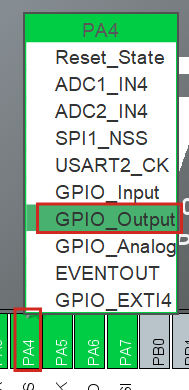 PA4
Reset_State
ADC1_IN4
ADC2_IN4
SPI1_NSS
USART2_CK
GPIO_Input
GPIO_Output
GPIO_Analog
EVENTOUT
GPIO_EXTI4
PA4
PA5
PA6
PA7
PB0